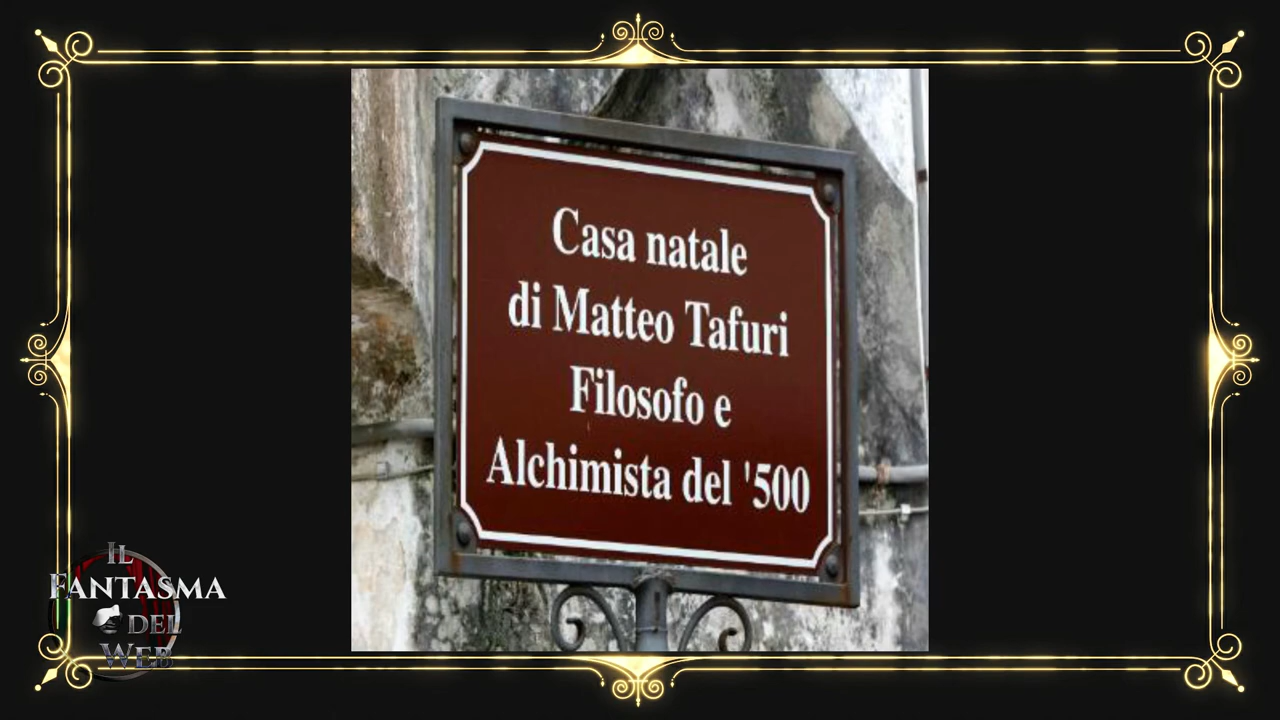 Casa natale
di Matteo Tafuri
Filosofo e
Alchimista del '500
IL
FANTASMA
DEL
WEB